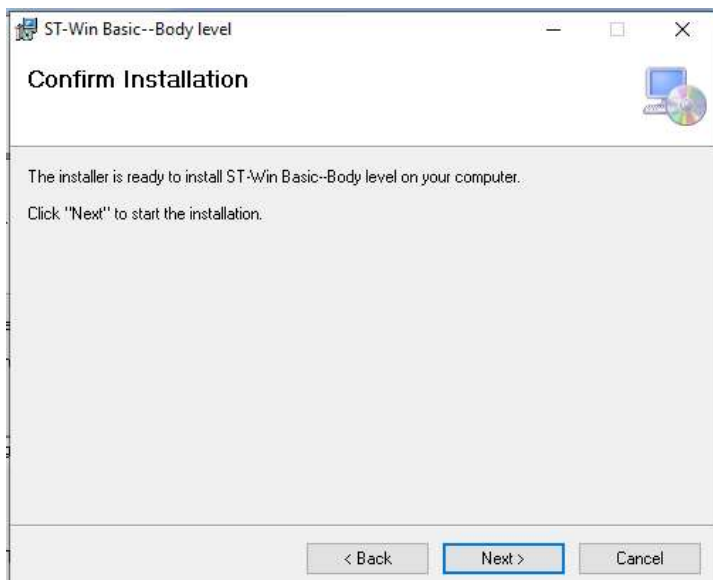 ST-Win Basic--Body level
Confirm Installation
The installer is ready to install ST-Win Basic--Body level on your computer.
Click "Next" to start the installation.
< Back
Next >
Cancel